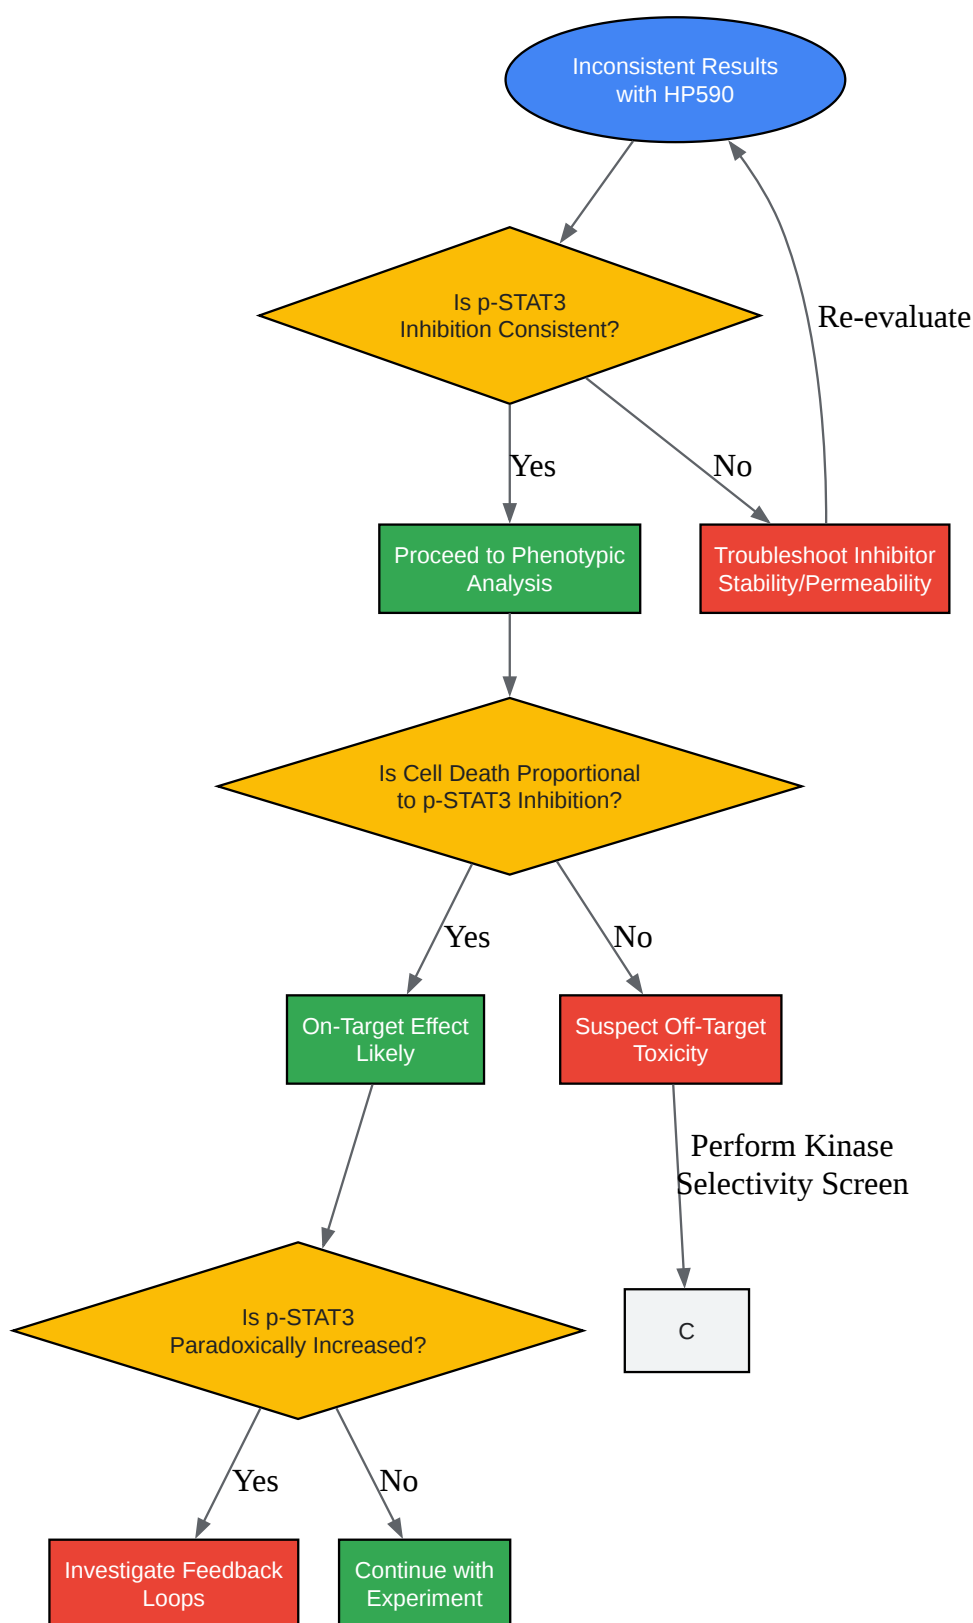 Inconsistent Results
with HP590
Is p-STAT3
Inhibition Consistent?
Re-evaluate
Yes
No
Proceed to Phenotypic
Analysis
Troubleshoot Inhibitor
Stability/Permeability
Is Cell Death Proportional
to p-STAT3 Inhibition?
Yes
No
On-Target Effect
Likely
Suspect Off-Target
Toxicity
Perform Kinase
Selectivity Screen
Is p-STAT3
Paradoxically Increased?
C
Yes
No
Investigate Feedback
Loops
Continue with
Experiment